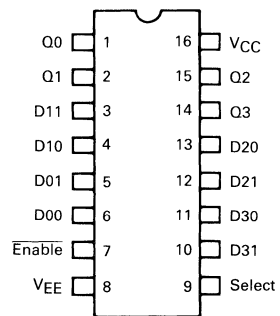 Q0 1 16 VCC
Q1 2 15 Q2
D11 3 14 Q3
D10 4 13 D20
D01 5 12 D21
D00 6 11 D30
Enable 7 10 D31
VEE 8 9 Select